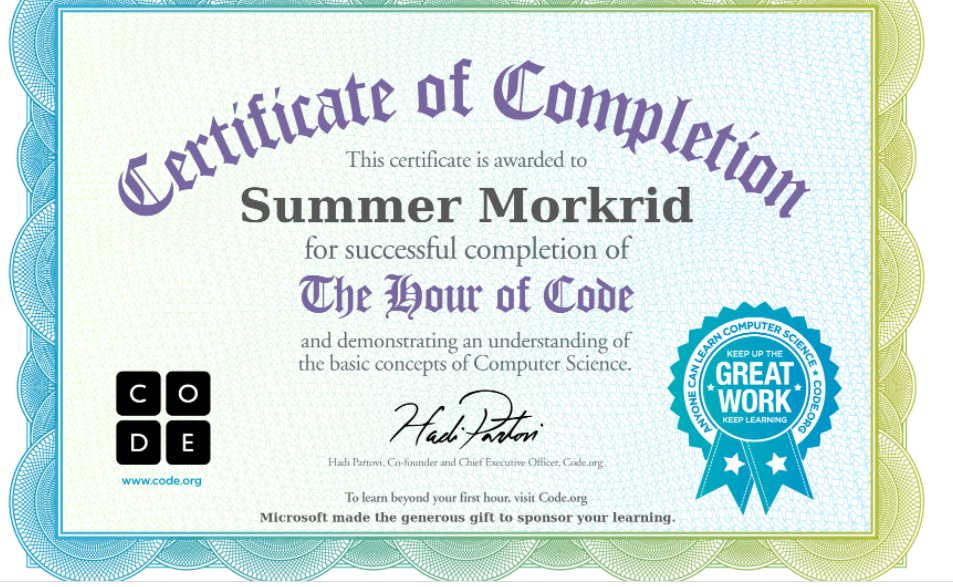 Certificate of Completion
This certificate is awarded to
Summer Morkrid
for successful completion of
The Hour of Code
and demonstrating an understanding of
the basic concepts of Computer Science.
C O
D E
www.code.org
Hadi Partovi
Hadi Partovi, Co-founder and Chief Executive Officer, Code.org
To learn beyond your first hour, visit Code.org
Microsoft made the generous gift to sponsor your learning.
ANYONE CAN LEARN COMPUTER SCIENCE ★ CODE.ORG
KEEP UP THE
GREAT
WORK
KEEP LEARNING